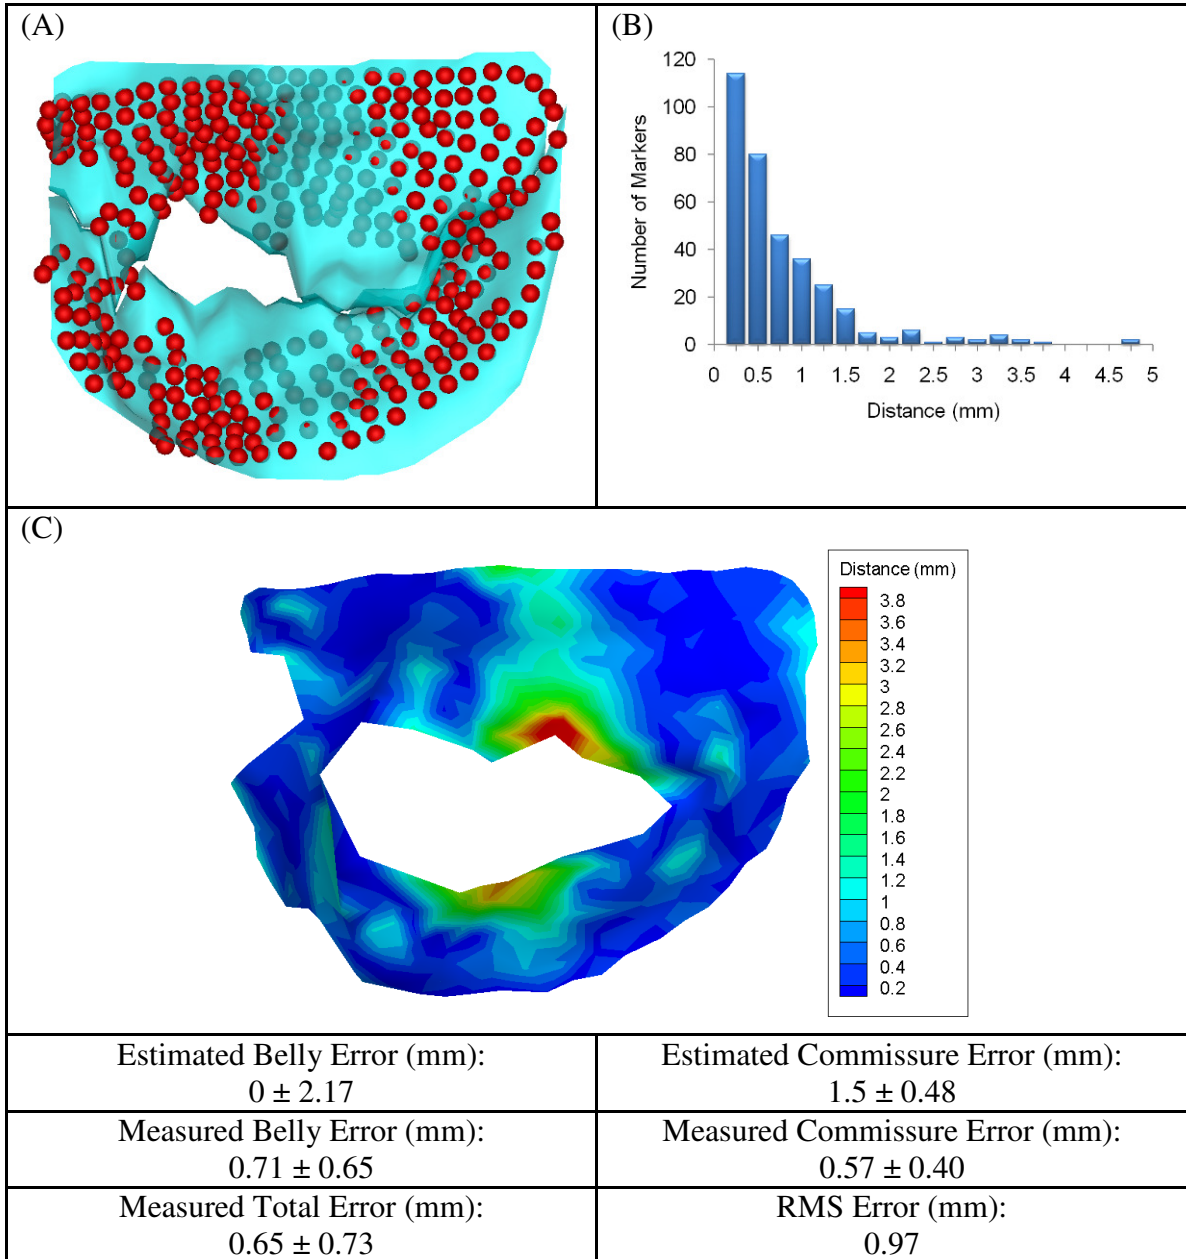 (A)
(B)
120
100
80
60
40
20
0
Number of Markers
0 0.5 1 1.5 2 2.5 3 3.5 4 4.5 5
Distance (mm)
(C)
Distance (mm)
3.8
3.6
3.4
3.2
3
2.8
2.6
2.4
2.2
2
1.8
1.6
1.4
1.2
1
0.8
0.6
0.4
0.2
Estimated Belly Error (mm):
0 ± 2.17
Estimated Commissure Error (mm):
1.5 ± 0.48
Measured Belly Error (mm):
0.71 ± 0.65
Measured Commissure Error (mm):
0.57 ± 0.40
Measured Total Error (mm):
0.65 ± 0.73
RMS Error (mm):
0.97